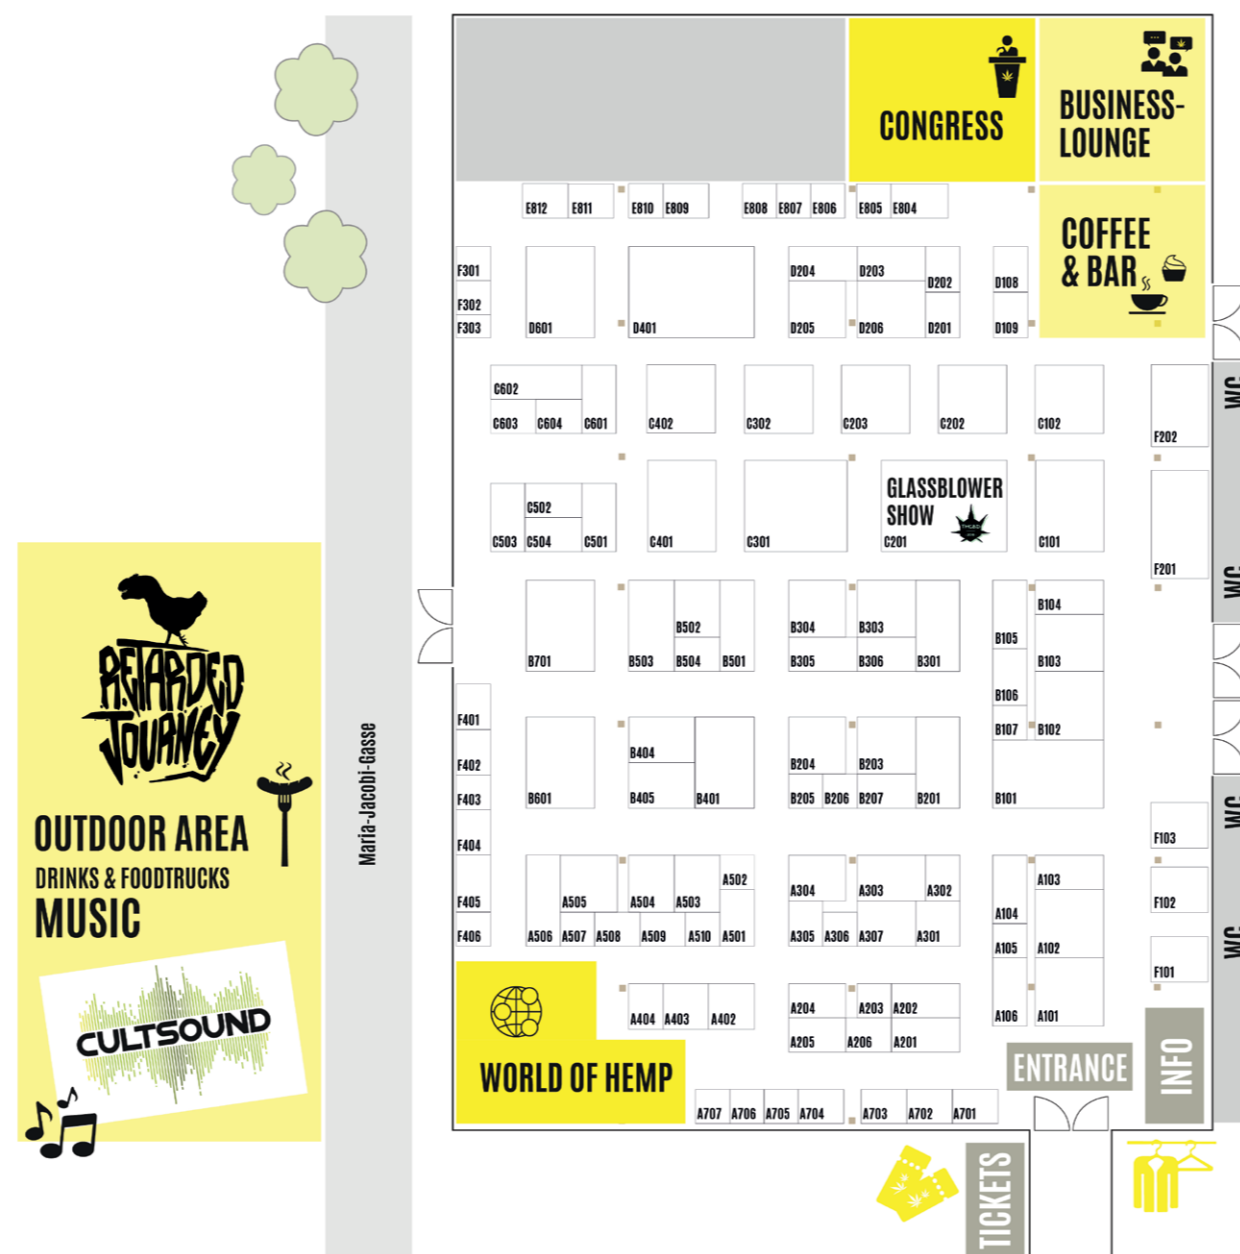 CONGRESS
BUSINESS-
LOUNGE
E812 E811 E810 E809 E808 E807 E806 E805 E804
COFFEE
& BAR
F301
F302
F303
D601 D401
D204 D203 D202
D205 D206 D201
D108
D109
C602
C603 C604 C601
C402 C302 C203 C202 C102
F202
WC
C502
C503 C504 C501
C401 C301
GLASSBLOWER
SHOW
C201
C101
F201
WC
B701
B502
B503 B504 B501
B304 B303
B305 B306 B301
B104
B105 B103
B106
B107 B102
B101
F401
F402
F403
F404
F405
F406
B601
B404
B405 B401
B204 B203
B205 B206 B207 B201
WC
F103
F102
F101
WC
A502
A505 A504 A503
A506 A507 A508 A509 A510 A501
A304 A303 A302
A305 A306 A307 A301
A103
A104
A105 A102
A106 A101
A404 A403 A402
A204 A203 A202
A205 A206 A201
WORLD OF HEMP
A707 A706 A705 A704 A703 A702 A701
ENTRANCE
INFO
TICKETS
Maria-Jacobi-Gasse
RETARDED
JOURNEY
OUTDOOR AREA
DRINKS & FOODTRUCKS
MUSIC
CULTSOUND